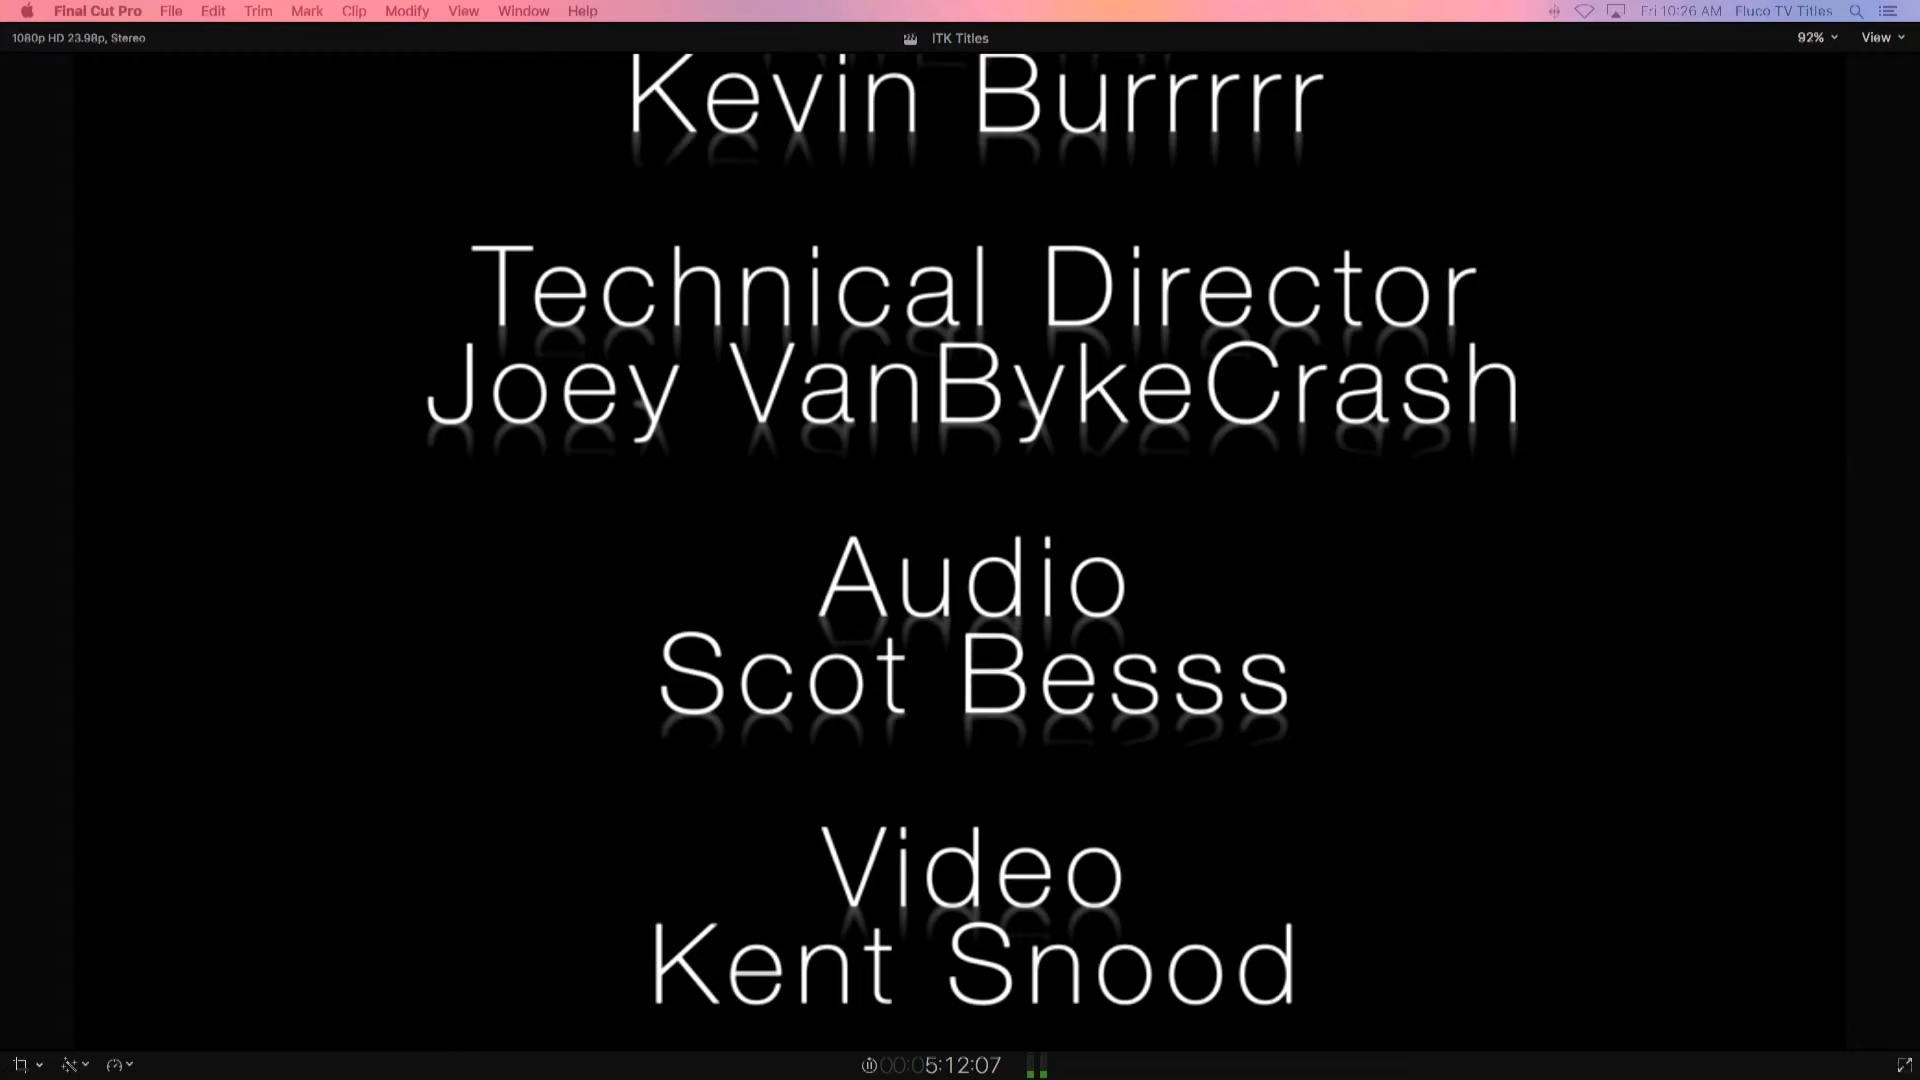 Final Cut Pro File Edit Trim Mark Clip Modify View Window Help Fri 10:26 AM Fluco TV Titles
1080p HD 23.98p, Stereo ITK Titles 92% View
Kevin Burrrrr
Technical Director
Joey VanBykeCrash
Audio
Scot Besss
Video
Kent Snood
00:05:12:07